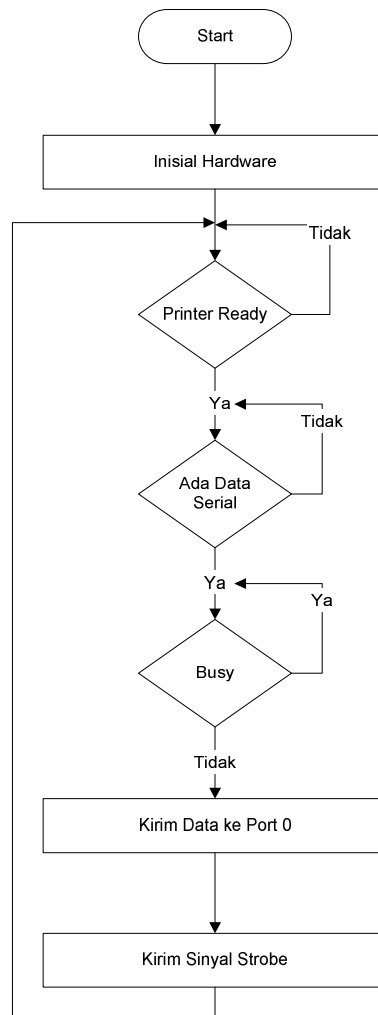 Start
Inisial Hardware
Tidak
Printer Ready
Ya
Tidak
Ada Data
Serial
Ya
Ya
Busy
Tidak
Kirim Data ke Port 0
Kirim Sinyal Strobe